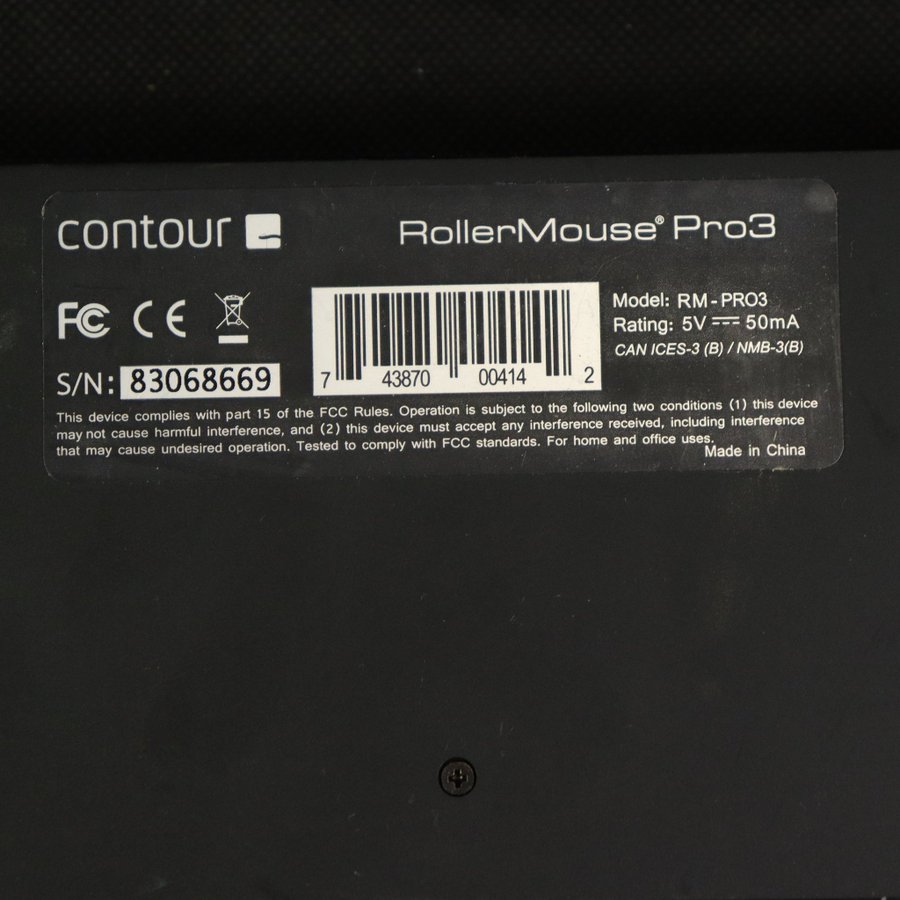 contour
RollerMouse® Pro3
FC CE
Model: RM-PRO3
Rating: 5V ⎓ 50mA
CAN ICES-3 (B) / NMB-3(B)
S/N: 83068669
7 43870 00414 2
This device complies with part 15 of the FCC Rules. Operation is subject to the following two conditions (1) this device
may not cause harmful interference, and (2) this device must accept any interference received, including interference
that may cause undesired operation. Tested to comply with FCC standards. For home and office uses.
Made in China